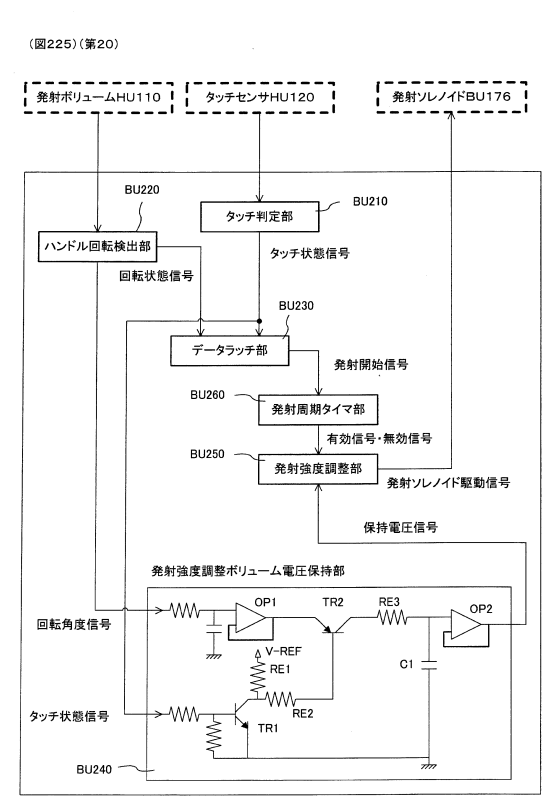 (図225)(第20)
発射ボリュームHU110
タッチセンサHU120
発射ソレノイドBU176
BU220
BU210
タッチ判定部
ハンドル回転検出部
タッチ状態信号
回転状態信号
BU230
データラッチ部
発射開始信号
BU260
発射周期タイマ部
有効信号・無効信号
BU250
発射強度調整部
発射ソレノイド駆動信号
保持電圧信号
発射強度調整ボリューム電圧保持部
OP1
TR2
RE3
OP2
回転角度信号
V-REF
RE1
C1
RE2
タッチ状態信号
TR1
BU240